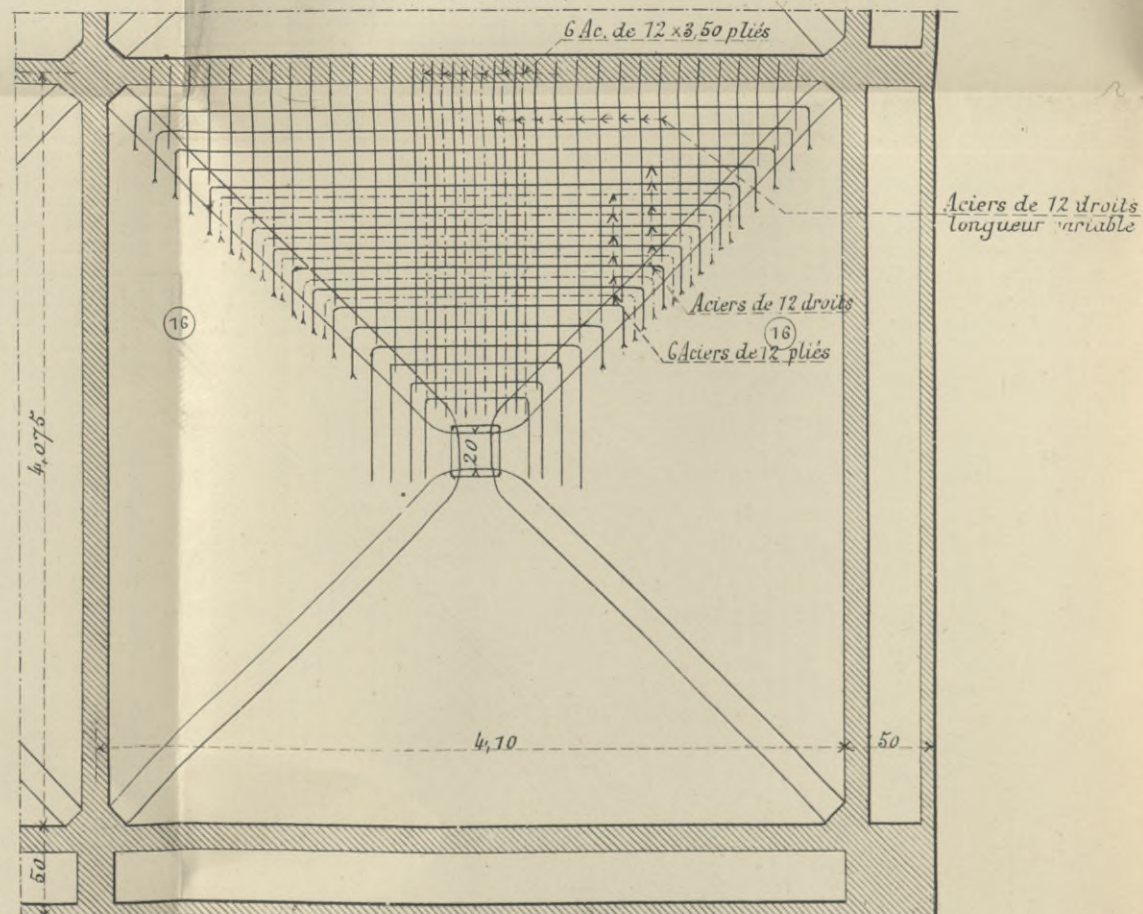 6 Ac. de 12 × 3,50 pliés
Aciers de 12 droits
longueur variable
Aciers de 12 droits
16
16
6 Aciers de 12 pliés
4,075
20
4,10
50
50